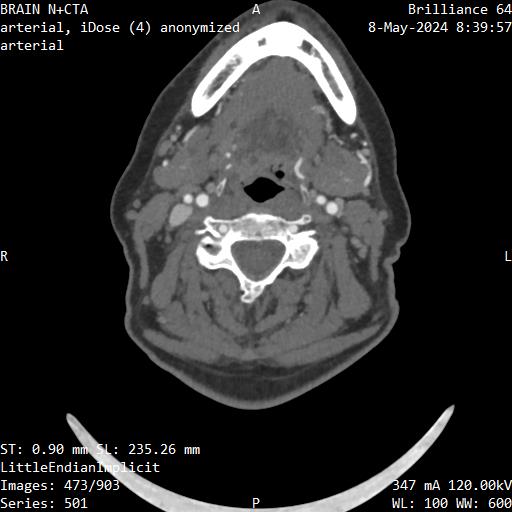 BRAIN N+CTA
A
Brilliance 64
arterial, iDose (4) anonymized
8-May-2024 8:39:57
arterial
R
L
ST: 0.90 mm SL: 235.26 mm
LittleEndianImplicit
Images: 473/903
347 mA 120.00kV
Series: 501
P
WL: 100 WW: 600